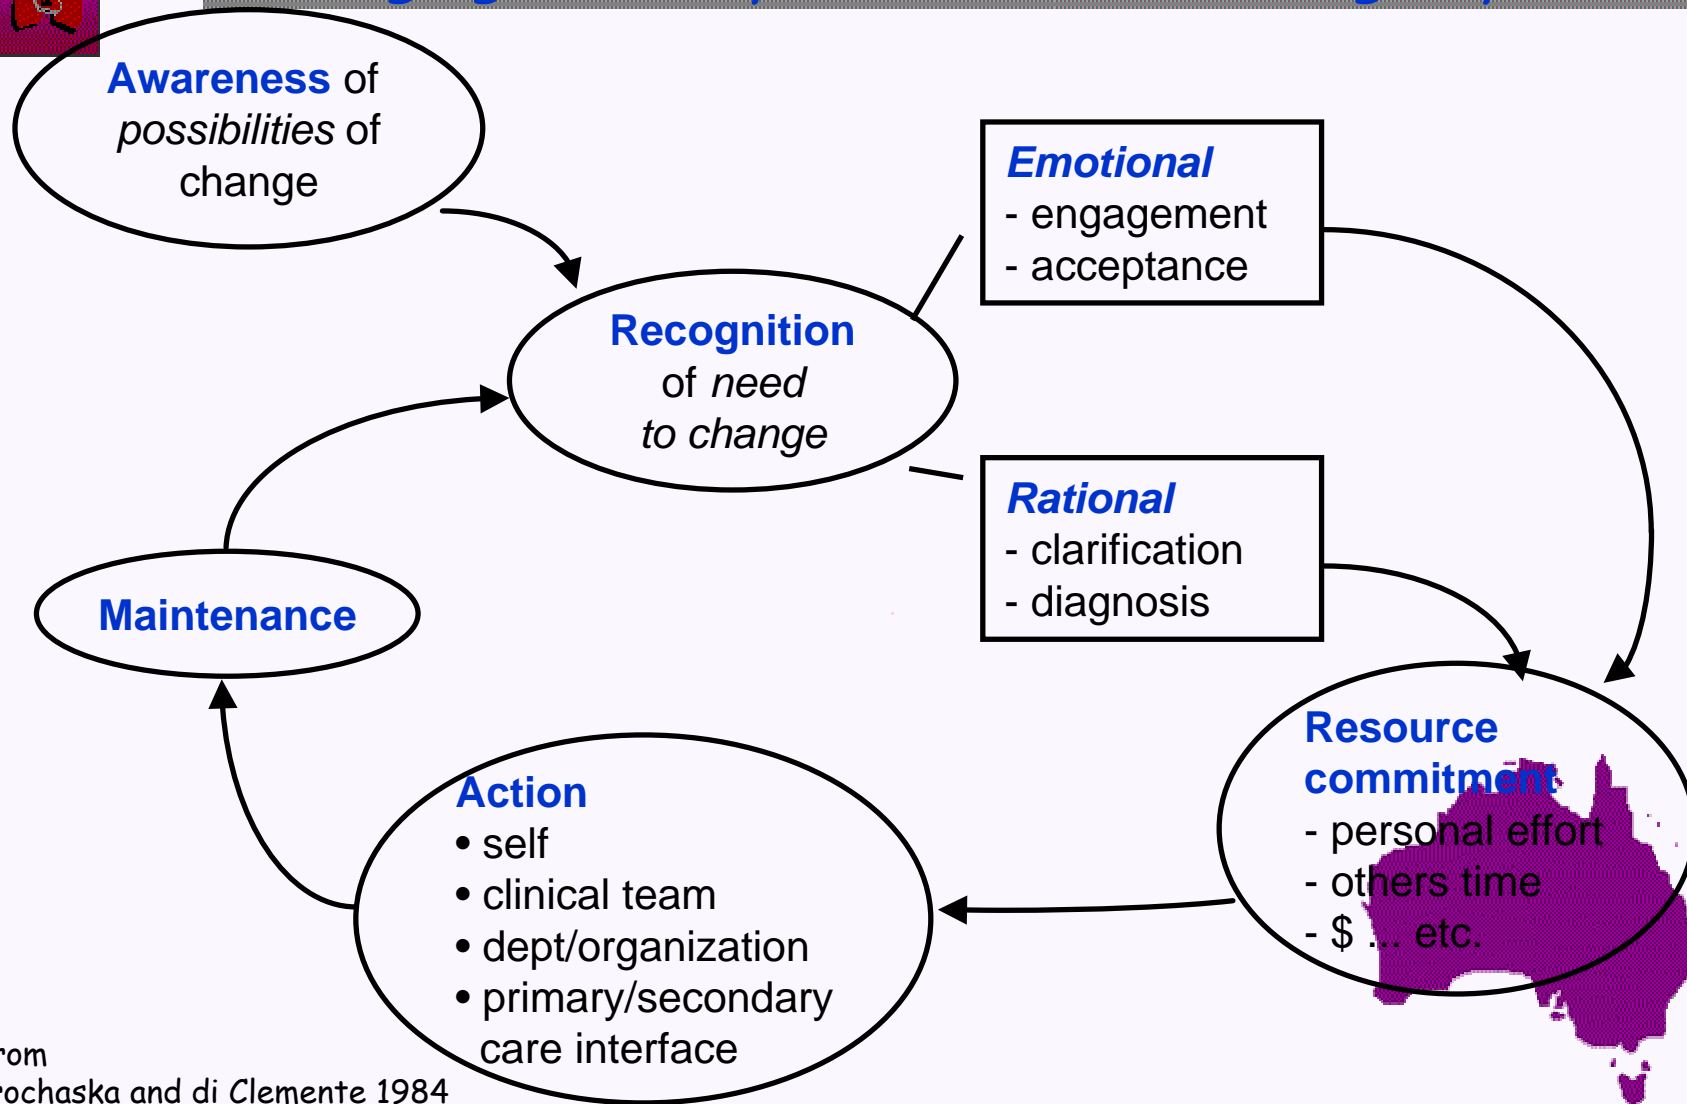 Awareness of
possibilities of
change
Emotional
- engagement
- acceptance
Recognition
of need
to change
Rational
- clarification
- diagnosis
Maintenance
Resource
commitment
- personal effort
- others time
- $ ... etc.
Action
• self
• clinical team
• dept/organization
• primary/secondary
care interface
rom
rochaska and di Clemente 1984